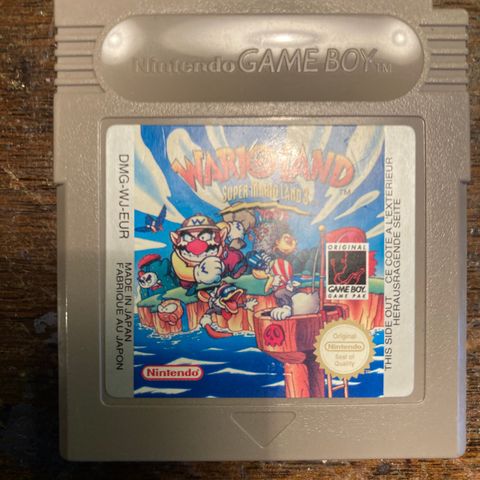 Nintendo GAME BOY TM
WARIO LAND
SUPER MARIO LAND 3
TM
DMG-WJ-EUR
MADE IN JAPAN
FABRIQUE AU JAPON
ORIGINAL
Nintendo
GAME BOY
GAME PAK
Original
Nintendo
Seal of
Quality
Nintendo
THIS SIDE OUT CE COTE A L'EXTERIEUR
HERAUSRAGENDE SEITE